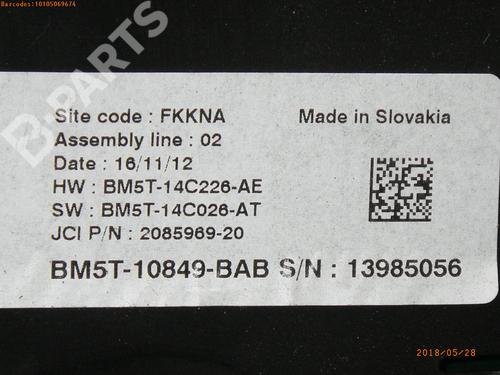 Barcodes:10105069674
B-PARTS
Site code : FKKNA Made in Slovakia
Assembly line : 02
Date : 16/11/12
HW : BM5T-14C226-AE
SW : BM5T-14C026-AT
JCI P/N : 2085969-20
BM5T-10849-BAB S/N : 13985056
2018/05/28